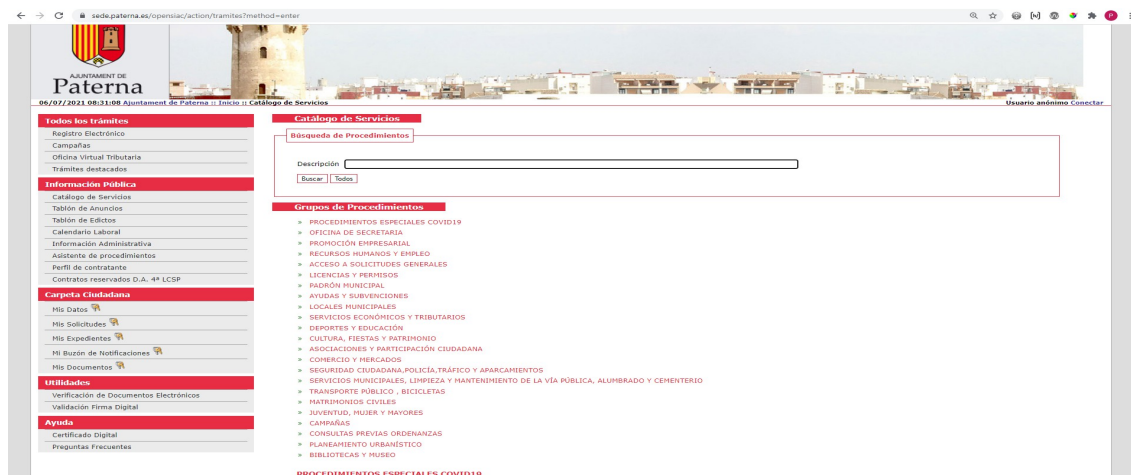 sede.paterna.es/opensiac/action/tramites?method=enter
AJUNTAMENT DE
Paterna
06/07/2021 08:31:08 Ajuntament de Paterna :: Inicio :: Catálogo de Servicios
Usuario anónimo Conectar
Todos los trámites
Registro Electrónico
Campañas
Oficina Virtual Tributaria
Trámites destacados
Información Pública
Catálogo de Servicios
Tablón de Anuncios
Tablón de Edictos
Calendario Laboral
Información Administrativa
Asistente de procedimientos
Perfil de contratante
Contratos reservados D.A. 4ª LCSP
Carpeta Ciudadana
Mis Datos
Mis Solicitudes
Mis Expedientes
Mi Buzón de Notificaciones
Mis Documentos
Utilidades
Verificación de Documentos Electrónicos
Validación Firma Digital
Ayuda
Certificado Digital
Preguntas Frecuentes
Catálogo de Servicios
Búsqueda de Procedimientos
Descripción
Buscar Todos
Grupos de Procedimientos
» PROCEDIMIENTOS ESPECIALES COVID19
» OFICINA DE SECRETARIA
» PROMOCIÓN EMPRESARIAL
» RECURSOS HUMANOS Y EMPLEO
» ACCESO A SOLICITUDES GENERALES
» LICENCIAS Y PERMISOS
» PADRÓN MUNICIPAL
» AYUDAS Y SUBVENCIONES
» LOCALES MUNICIPALES
» SERVICIOS ECONÓMICOS Y TRIBUTARIOS
» DEPORTES Y EDUCACIÓN
» CULTURA, FIESTAS Y PATRIMONIO
» ASOCIACIONES Y PARTICIPACIÓN CIUDADANA
» COMERCIO Y MERCADOS
» SEGURIDAD CIUDADANA,POLICÍA,TRÁFICO Y APARCAMIENTOS
» SERVICIOS MUNICIPALES, LIMPIEZA Y MANTENIMIENTO DE LA VÍA PÚBLICA, ALUMBRADO Y CEMENTERIO
» TRANSPORTE PÚBLICO , BICICLETAS
» MATRIMONIOS CIVILES
» JUVENTUD, MUJER Y MAYORES
» CAMPAÑAS
» CONSULTAS PREVIAS ORDENANZAS
» PLANEAMIENTO URBANÍSTICO
» BIBLIOTECAS Y MUSEO
PROCEDIMIENTOS ESPECIALES COVID19